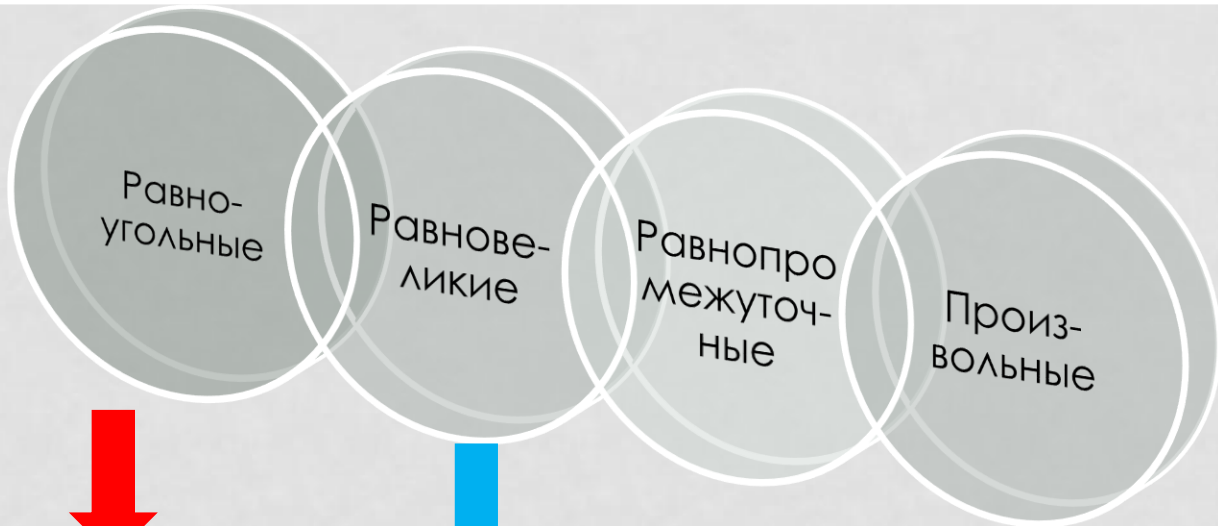 Равно-
угольные
Равнове-
ликие
Равнопро
межуточ-
ные
Произ-
вольные